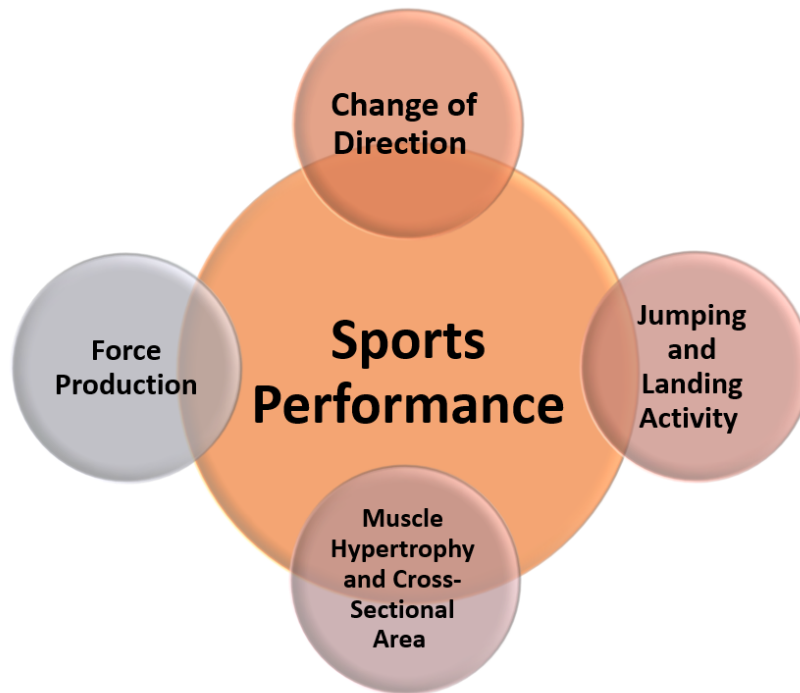 Change of
Direction
Force
Production
Sports
Performance
Jumping
and
Landing
Activity
Muscle
Hypertrophy
and Cross-
Sectional
Area